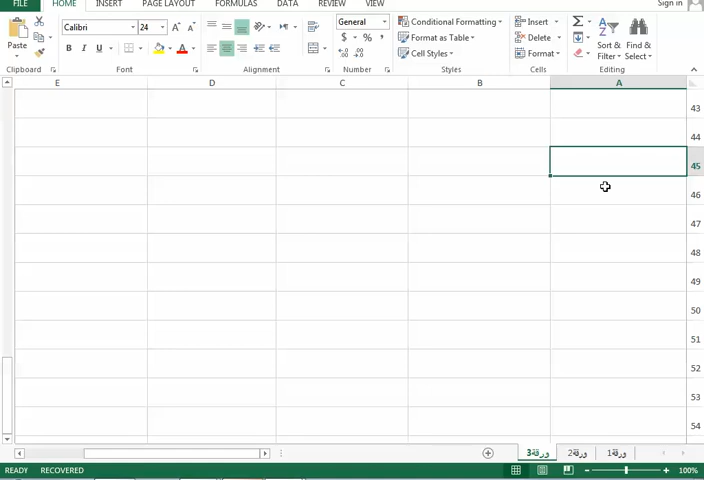 FILE HOME INSERT PAGE LAYOUT FORMULAS DATA REVIEW VIEW Sign in
Paste Calibri 24 A A General Conditional Formatting Insert Sort & Find &
B I U A $ % , Format as Table Delete Filter Select
Cell Styles Format
Clipboard Font Alignment Number Styles Cells Editing
E D C B A
43
44
45
46
47
48
49
50
51
52
53
54
ورقة3 ورقة2 ورقة1
READY RECOVERED 100%